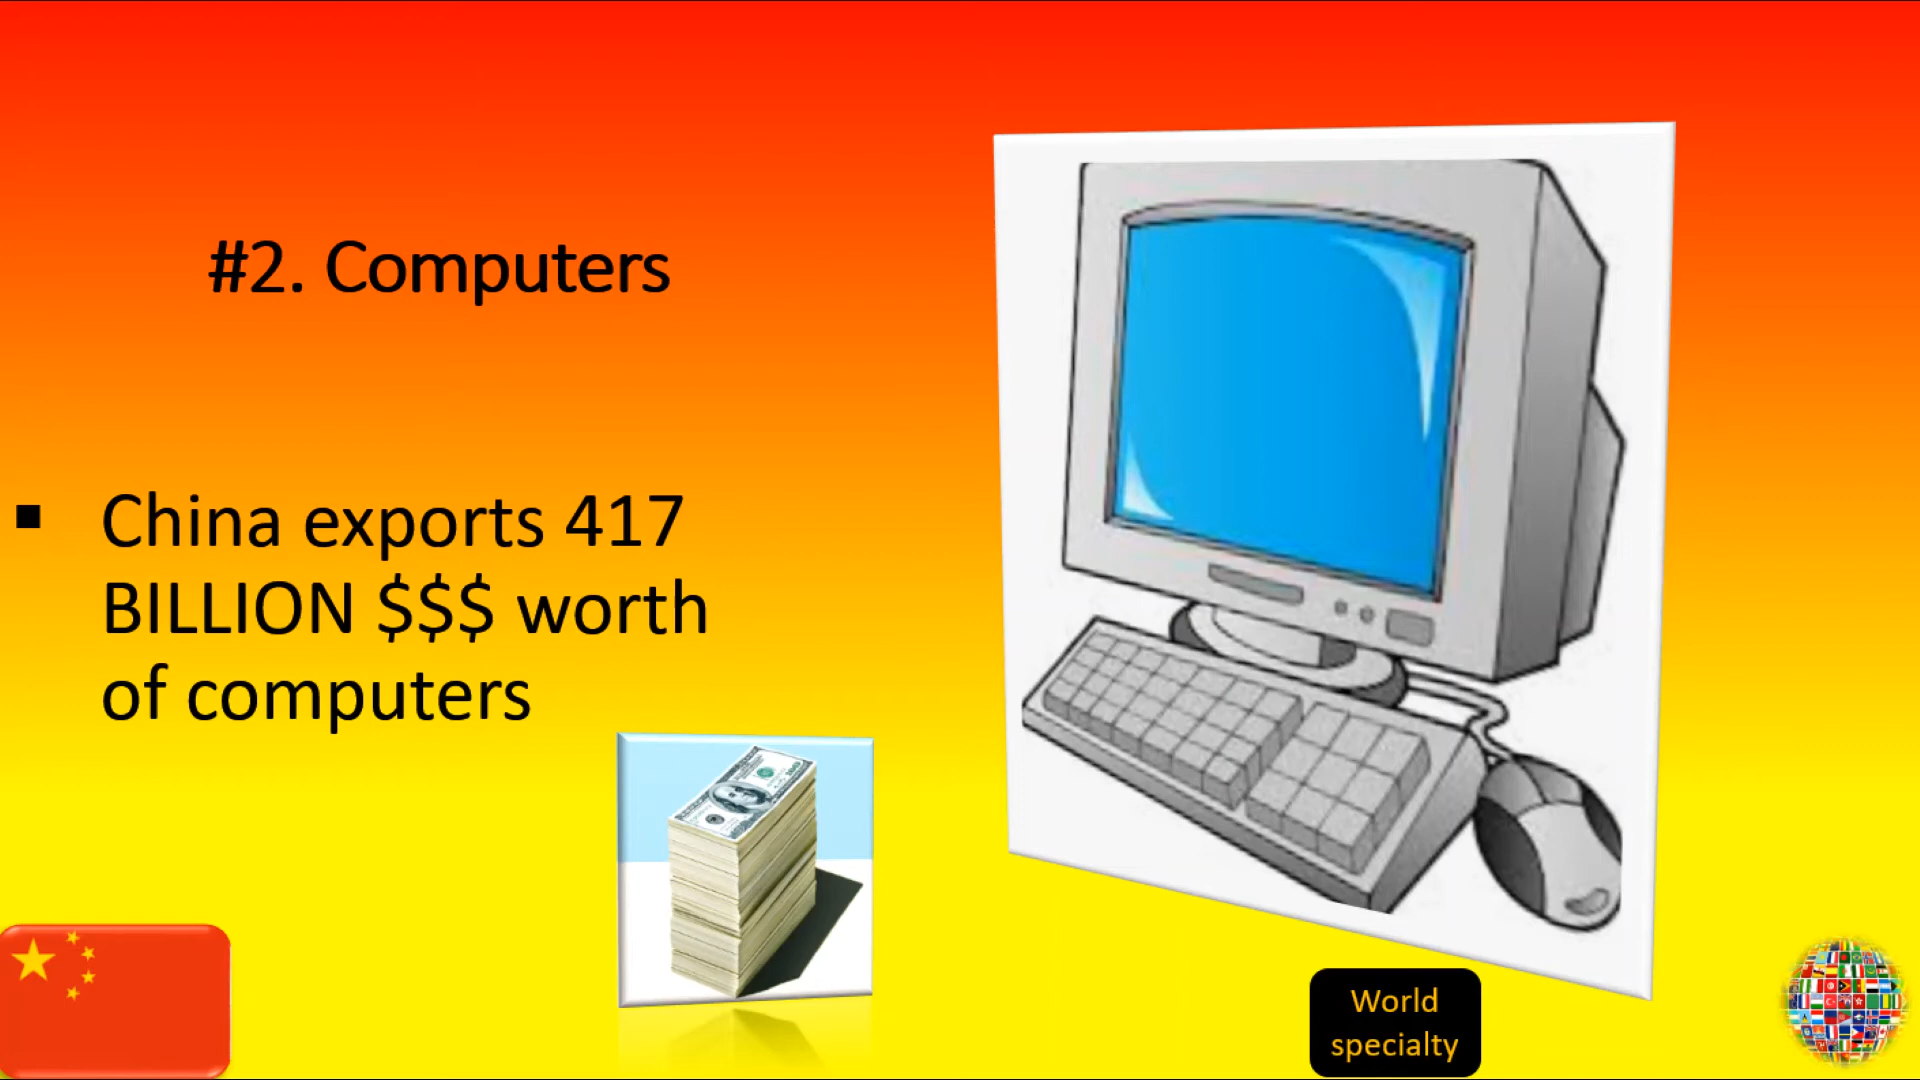 #2. Computers
▪ China exports 417
BILLION $$$ worth
of computers
World
specialty